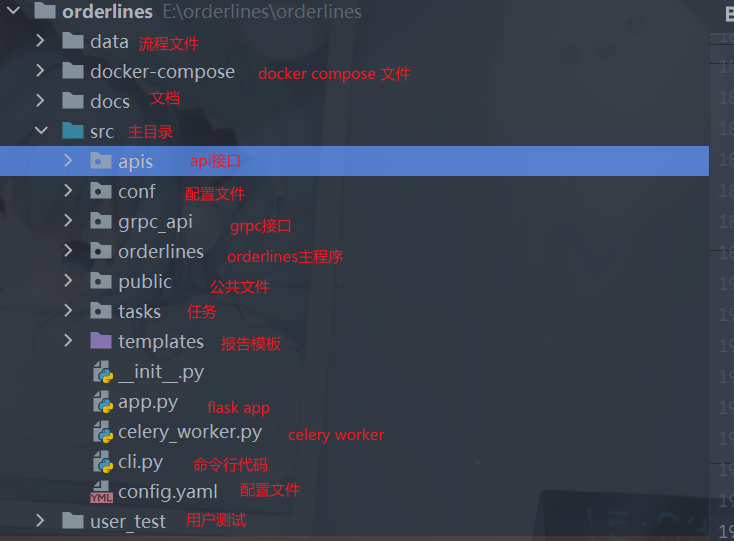 orderlines E:\orderlines\orderlines
data 流程文件
docker-compose docker compose 文件
docs 文档
src 主目录
apis api接口
conf 配置文件
grpc_api grpc接口
orderlines orderlines主程序
public 公共文件
tasks 任务
templates 报告模板
__init__.py
app.py flask app
celery_worker.py celery worker
cli.py 命令行代码
YML config.yaml 配置文件
user_test 用户测试